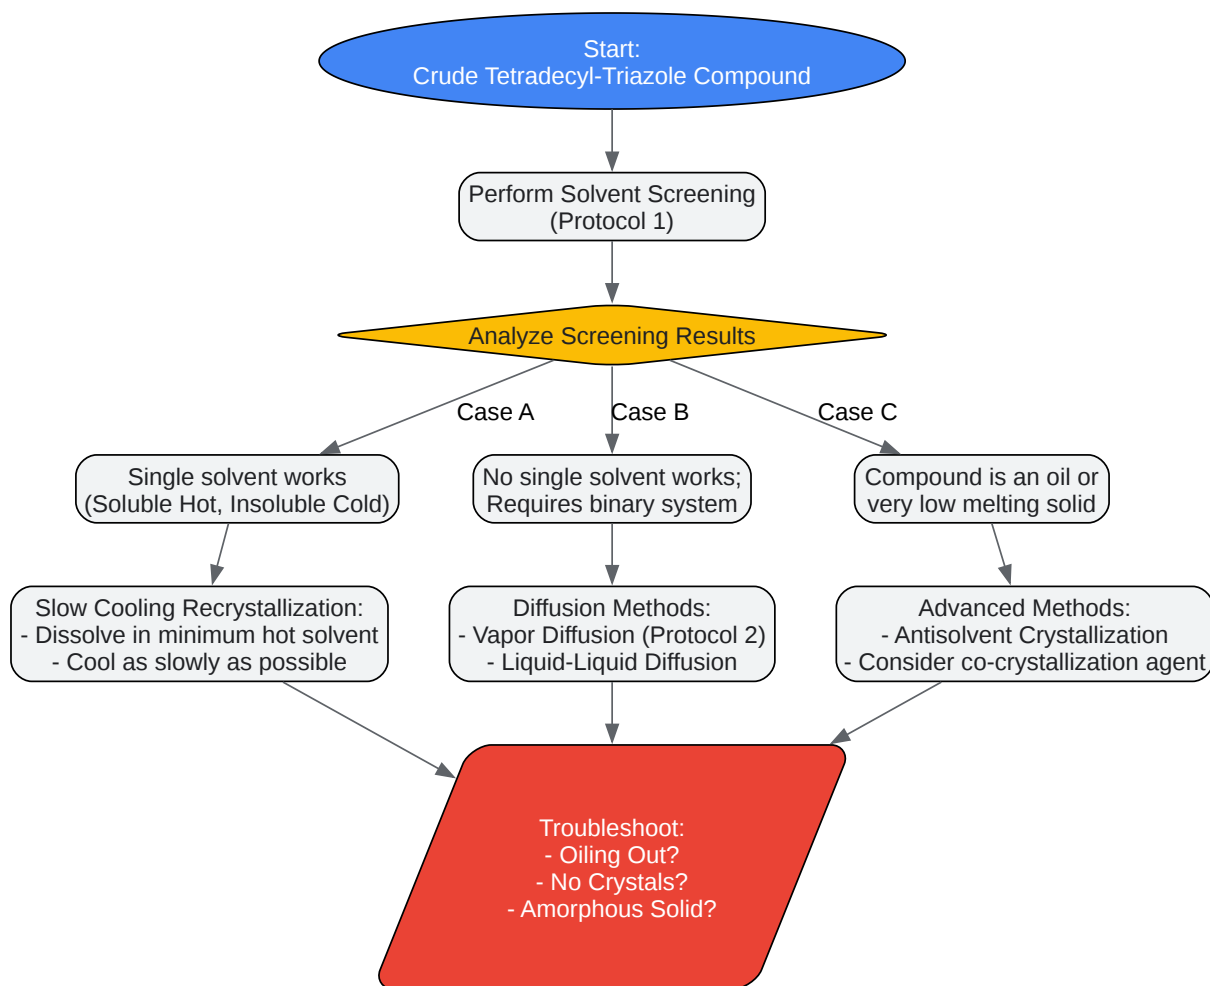 Start:
Crude Tetradecyl-Triazole Compound
Perform Solvent Screening
(Protocol 1)
Analyze Screening Results
Case A
Case B
Case C
Single solvent works
(Soluble Hot, Insoluble Cold)
No single solvent works;
Requires binary system
Compound is an oil or
very low melting solid
Slow Cooling Recrystallization:
- Dissolve in minimum hot solvent
- Cool as slowly as possible
Diffusion Methods:
- Vapor Diffusion (Protocol 2)
- Liquid-Liquid Diffusion
Advanced Methods:
- Antisolvent Crystallization
- Consider co-crystallization agent
Troubleshoot:
- Oiling Out?
- No Crystals?
- Amorphous Solid?